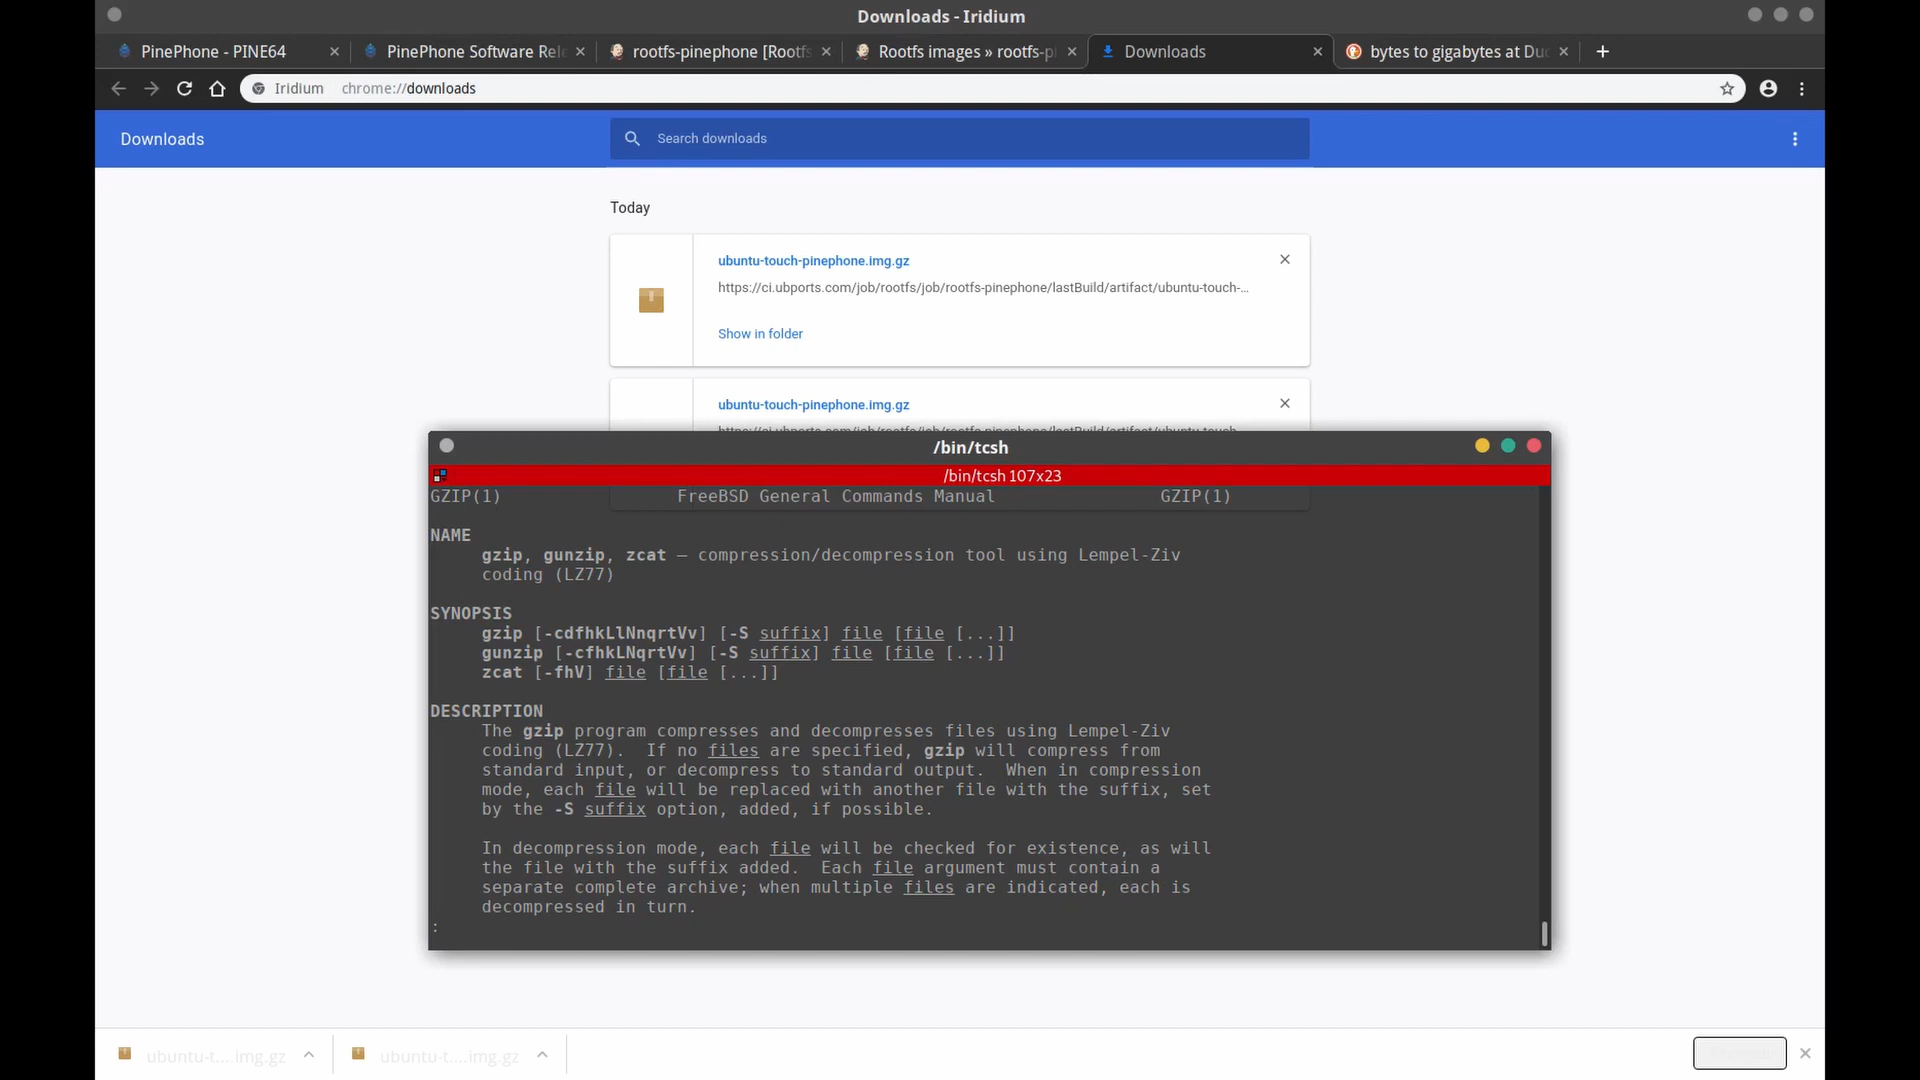 Downloads - Iridium
PinePhone - PINE64
PinePhone Software Rel
rootfs-pinephone [Rootfs
Rootfs images » rootfs-p
Downloads
bytes to gigabytes at Du
Iridium chrome://downloads
Downloads
Search downloads
Today
ubuntu-touch-pinephone.img.gz
https://ci.ubports.com/job/rootfs/job/rootfs-pinephone/lastBuild/artifact/ubuntu-touch-...
Show in folder
ubuntu-touch-pinephone.img.gz
/bin/tcsh
/bin/tcsh 107x23
GZIP(1) FreeBSD General Commands Manual GZIP(1)
NAME
gzip, gunzip, zcat – compression/decompression tool using Lempel-Ziv
coding (LZ77)
SYNOPSIS
gzip [-cdfhkLlNnqrtVv] [-S suffix] file [file [...]]
gunzip [-cfhkLNqrtVv] [-S suffix] file [file [...]]
zcat [-fhV] file [file [...]]
DESCRIPTION
The gzip program compresses and decompresses files using Lempel-Ziv
coding (LZ77). If no files are specified, gzip will compress from
standard input, or decompress to standard output. When in compression
mode, each file will be replaced with another file with the suffix, set
by the -S suffix option, added, if possible.
In decompression mode, each file will be checked for existence, as will
the file with the suffix added. Each file argument must contain a
separate complete archive; when multiple files are indicated, each is
decompressed in turn.
:
ubuntu-t....img.gz
ubuntu-t....img.gz